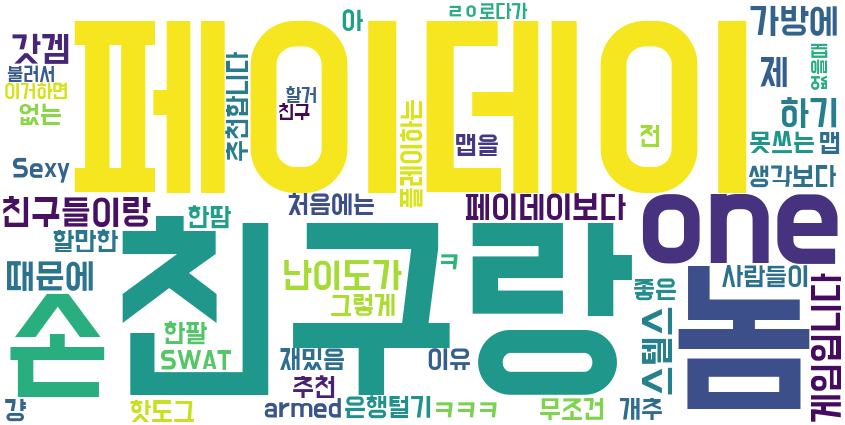 페이데이
ㄹㅇ로다가
아
가방에
갓겜
불러서
이거하면
없는
추천합니다
할거
친구
플레이하는
맵을
전
제
하기
못쓰는
맵
생각보다
Sexy
친구들이랑
한땀
처음에는
페이데이보다
one
할만한
때문에
친구랑
난이도가
그렇게
ㅋ
좋은
사람들이
놈
손
한팔
SWAT
재밌음
이유
스텔스
게임입니다
걍
핫도그
추천
armed
은행털기
ㅋㅋㅋ
무조건
개추